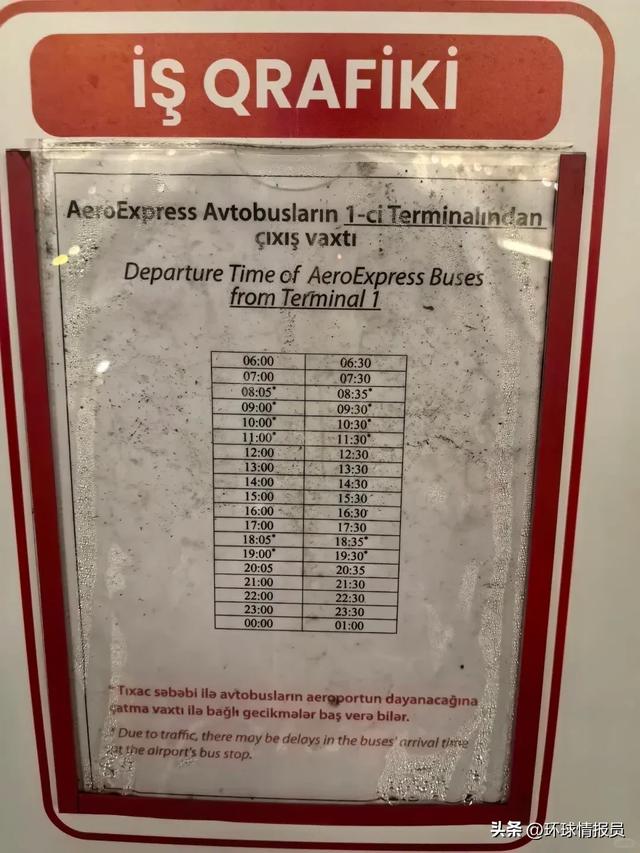 İŞ QRAFİKİ
AeroExpress Avtobusların 1-ci Terminalından
çıxış vaxtı
Departure Time of AeroExpress Buses
from Terminal 1
06:00 06:30
07:00 07:30
08:05* 08:35*
09:00* 09:30*
10:00* 10:30*
11:00* 11:30*
12:00 12:30
13:00 13:30
14:00 14:30
15:00 15:30
16:00 16:30
17:00 17:30
18:05* 18:35*
19:00* 19:30*
20:05 20:35
21:00 21:30
22:00 22:30
23:00 23:30
00:00 01:00
* Tıxac səbəbi ilə avtobusların aeroportun dayanacağına
çatma vaxtı ilə bağlı gecikmələr baş verə bilər.
* Due to traffic, there may be delays in the buses' arrival time
at the airport's bus stop.
头条 @环球情报员